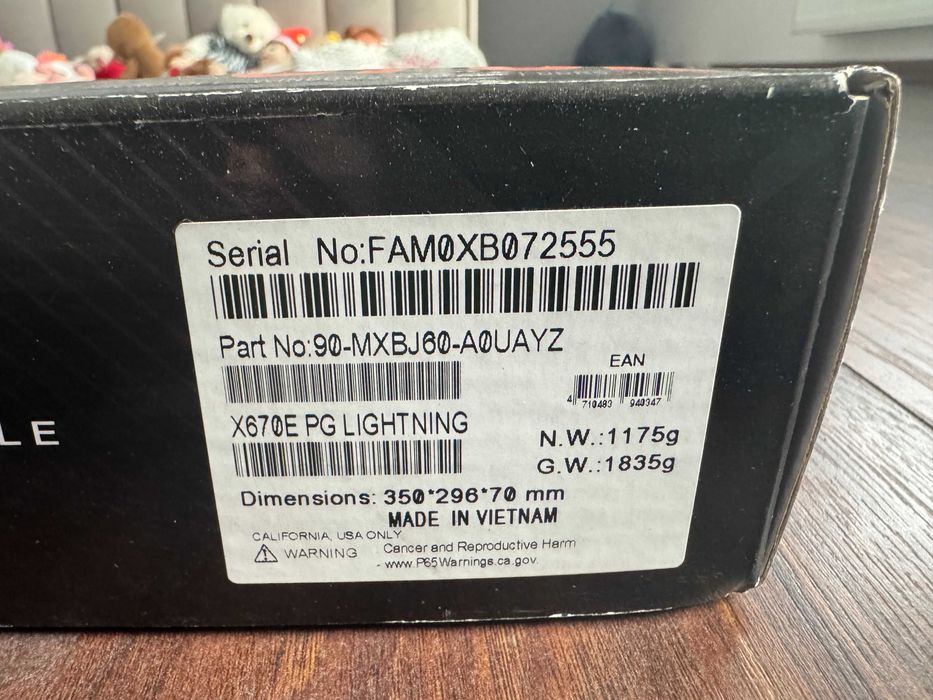 Serial No:FAM0XB072555
Part No:90-MXBJ60-A0UAYZ
EAN
4 710483 940347
X670E PG LIGHTNING
N.W.:1175g
G.W.:1835g
Dimensions: 350*296*70 mm
MADE IN VIETNAM
CALIFORNIA, USA ONLY
WARNING Cancer and Reproductive Harm
- www.P65Warnings.ca.gov.
LE